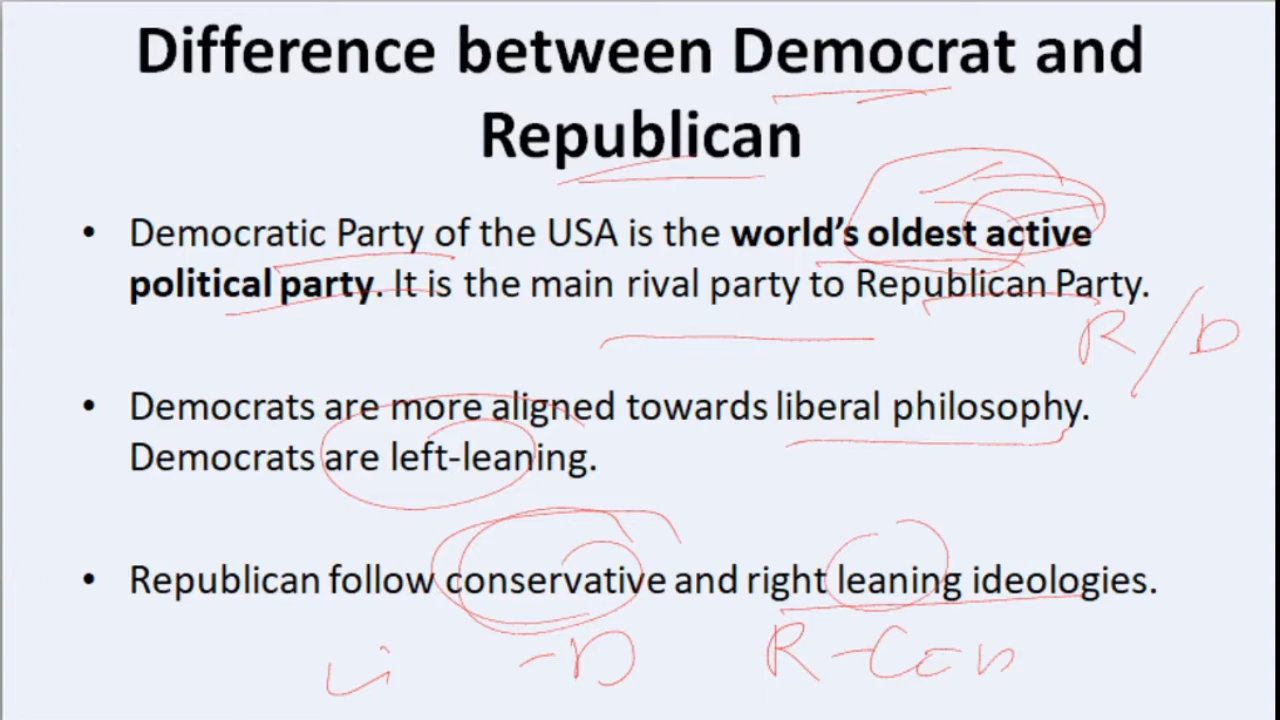 Difference between Democrat and
Republican
• Democratic Party of the USA is the world's oldest active
political party. It is the main rival party to Republican Party.
R/D
• Democrats are more aligned towards liberal philosophy.
Democrats are left-leaning.
• Republican follow conservative and right leaning ideologies.
Li - D R - Con